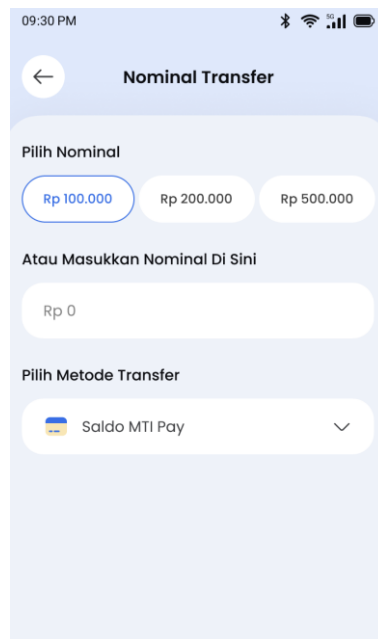 09:30 PM 5G
Nominal Transfer
Pilih Nominal
Rp 100.000 Rp 200.000 Rp 500.000
Atau Masukkan Nominal Di Sini
Rp 0
Pilih Metode Transfer
Saldo MTI Pay